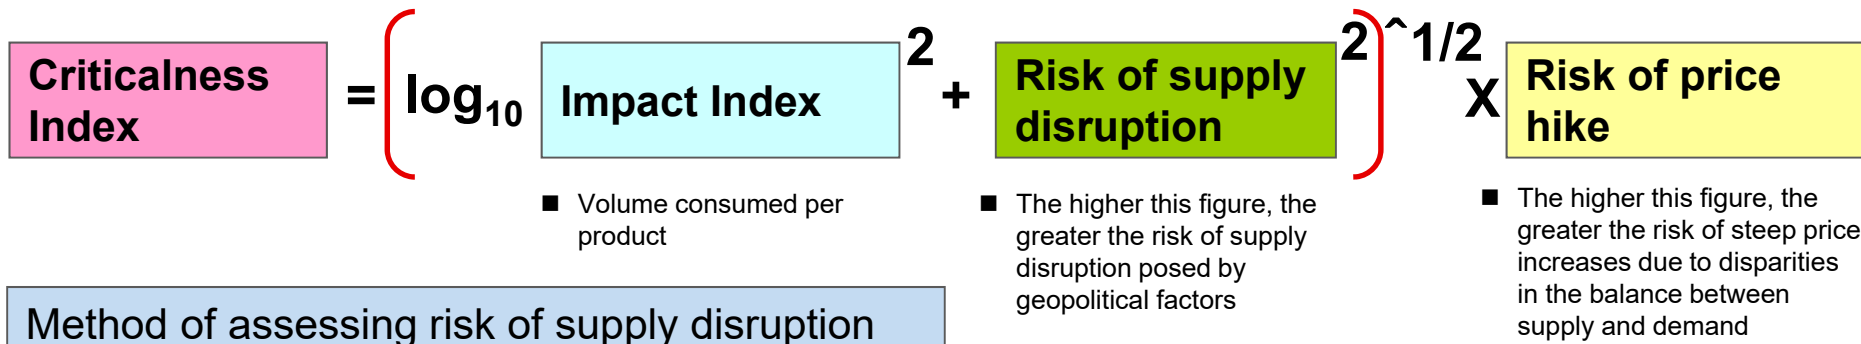 Criticalness Index = ( log₁₀ Impact Index ² + Risk of supply disruption ² ) ^1/2 X Risk of price hike
■ Volume consumed per
product
■ The higher this figure, the
greater the risk of supply
disruption posed by
geopolitical factors
■ The higher this figure, the
greater the risk of steep price
increases due to disparities
in the balance between
supply and demand
Method of assessing risk of supply disruption